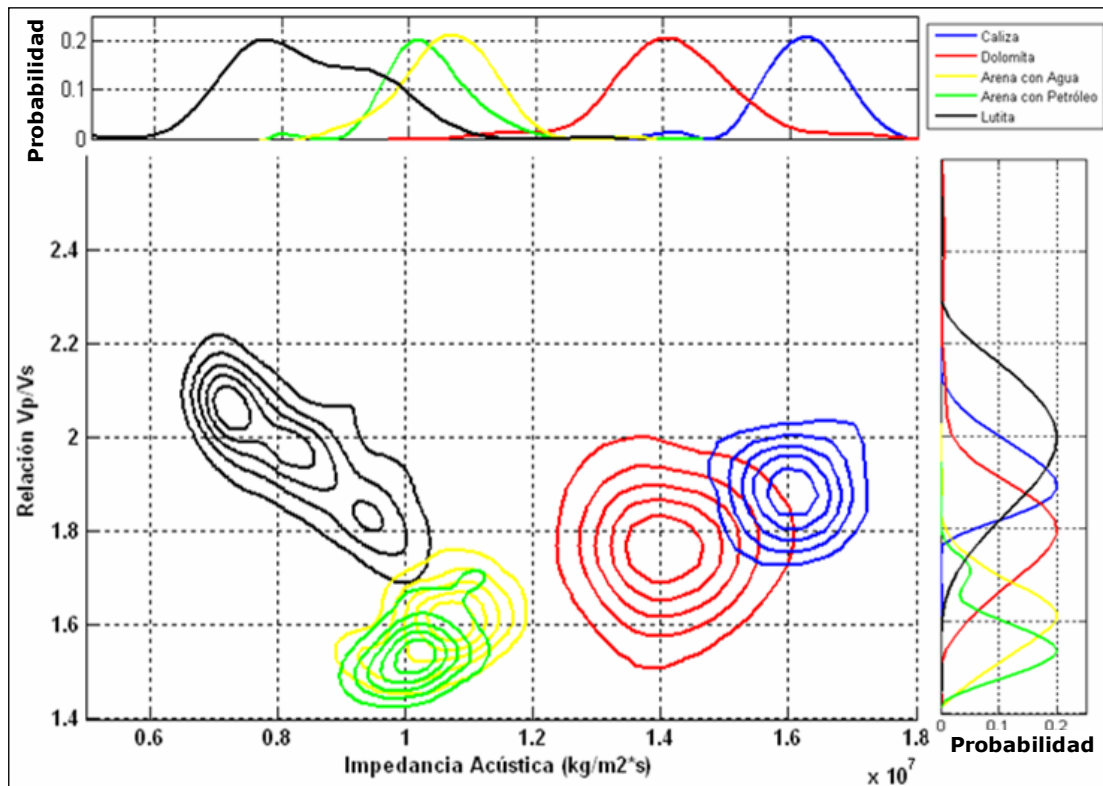 Probabilidad
0.2
0.1
0
Caliza
Dolomita
Arena con Agua
Arena con Petróleo
Lutita
Relación Vp/Vs
2.4
2.2
2
1.8
1.6
1.4
0.6
0.8
1
1.2
1.4
1.6
1.8
Impedancia Acústica (kg/m2*s)
x 10⁷
0
0.1
0.2
Probabilidad